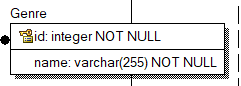 Genre
id: integer NOT NULL
name: varchar(255) NOT NULL